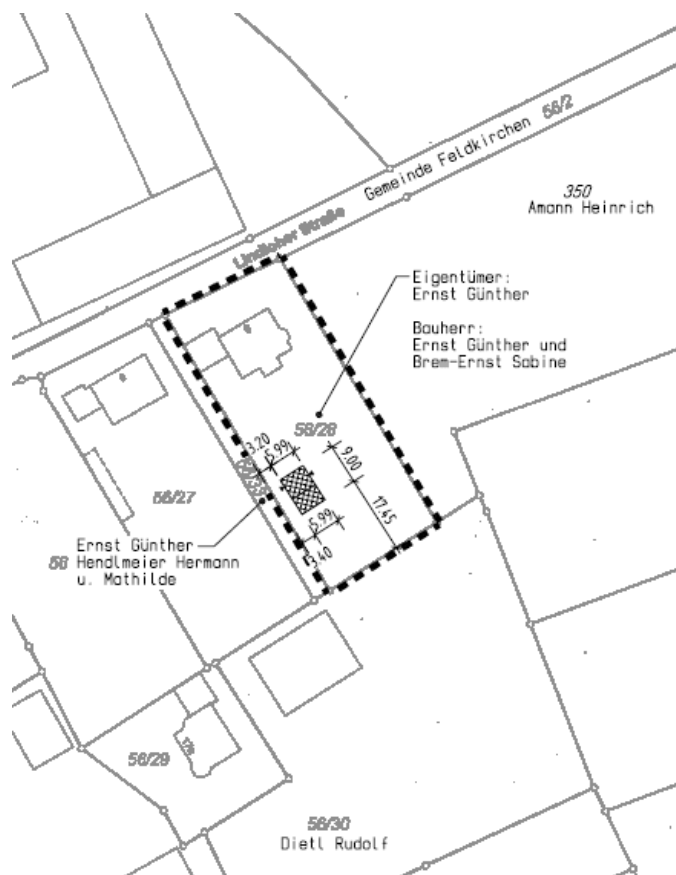 Gemeinde Feldkirchen 56/2
350
Amann Heinrich
Lindloher Straße
Eigentümer:
Ernst Günther
Bauherr:
Ernst Günther und
Brem-Ernst Sabine
56/28
3.20
5.99
9.00
17.45
5.99
3.40
56/27
Ernst Günther
Hendlmeier Hermann
u. Mathilde
56/29
56/30
Dietl Rudolf